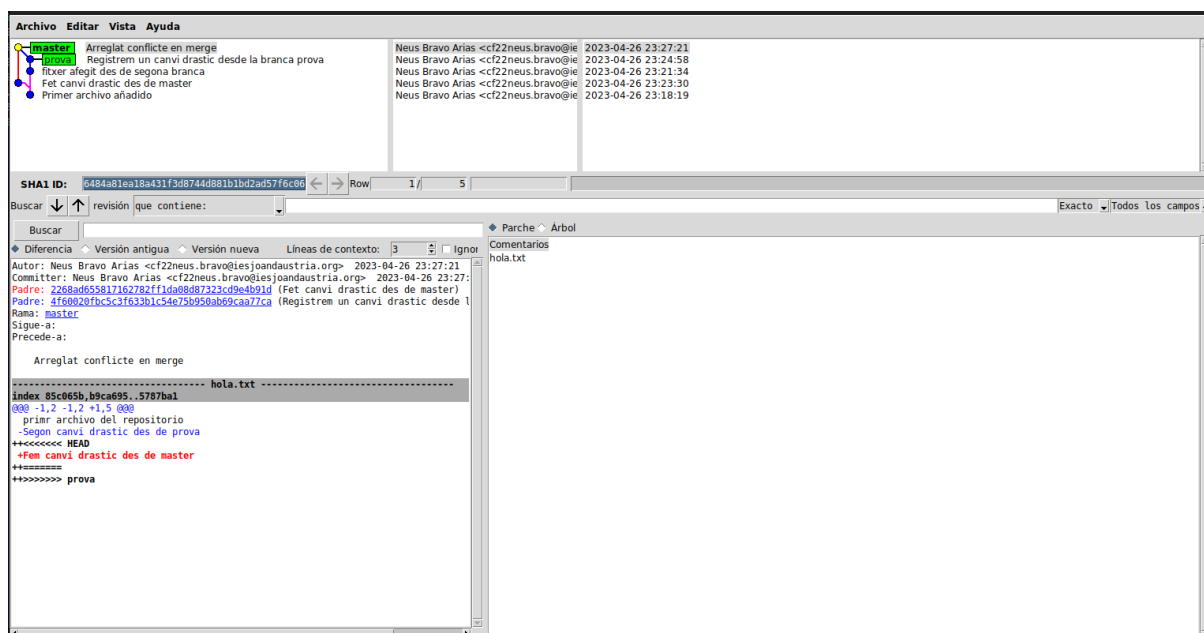 Archivo Editar Vista Ayuda
master Arreglat conflicte en merge Neus Bravo Arias <cf22neus.bravo@ie 2023-04-26 23:27:21
prova Registrem un canvi drastic desde la branca prova Neus Bravo Arias <cf22neus.bravo@ie 2023-04-26 23:24:58
fitxer afegit des de segona branca Neus Bravo Arias <cf22neus.bravo@ie 2023-04-26 23:21:34
Fet canvi drastic des de master Neus Bravo Arias <cf22neus.bravo@ie 2023-04-26 23:23:30
Primer archivo añadido Neus Bravo Arias <cf22neus.bravo@ie 2023-04-26 23:18:19
SHA1 ID: 6484a81ea18a431f3d8744d881b1bd2ad57f6c06 ← → Row 1 / 5
Buscar ↓ ↑ revisión que contiene: Exacto Todos los campos
Buscar
Parche Árbol
Diferencia Versión antigua Versión nueva Líneas de contexto: 3 Ignor
Comentarios
hola.txt
Autor: Neus Bravo Arias <cf22neus.bravo@iesjoandaustria.org> 2023-04-26 23:27:21
Committer: Neus Bravo Arias <cf22neus.bravo@iesjoandaustria.org> 2023-04-26 23:27:
Padre: 2268ad655817162782ff1da08d87323cd9e4b91d (Fet canvi drastic des de master)
Padre: 4f60020fbc5c3f633b1c54e75b950ab69caa77ca (Registrem un canvi drastic desde l
Rama: master
Sigue-a:
Precede-a:
Arreglat conflicte en merge
----------------------------------- hola.txt -----------------------------------
index 85c065b,b9ca695..5787ba1
@@@ -1,2 -1,2 +1,5 @@@
primr archivo del repositorio
-Segon canvi drastic des de prova
++<<<<<<< HEAD
+Fem canvi drastic des de master
++=======
++>>>>>>> prova